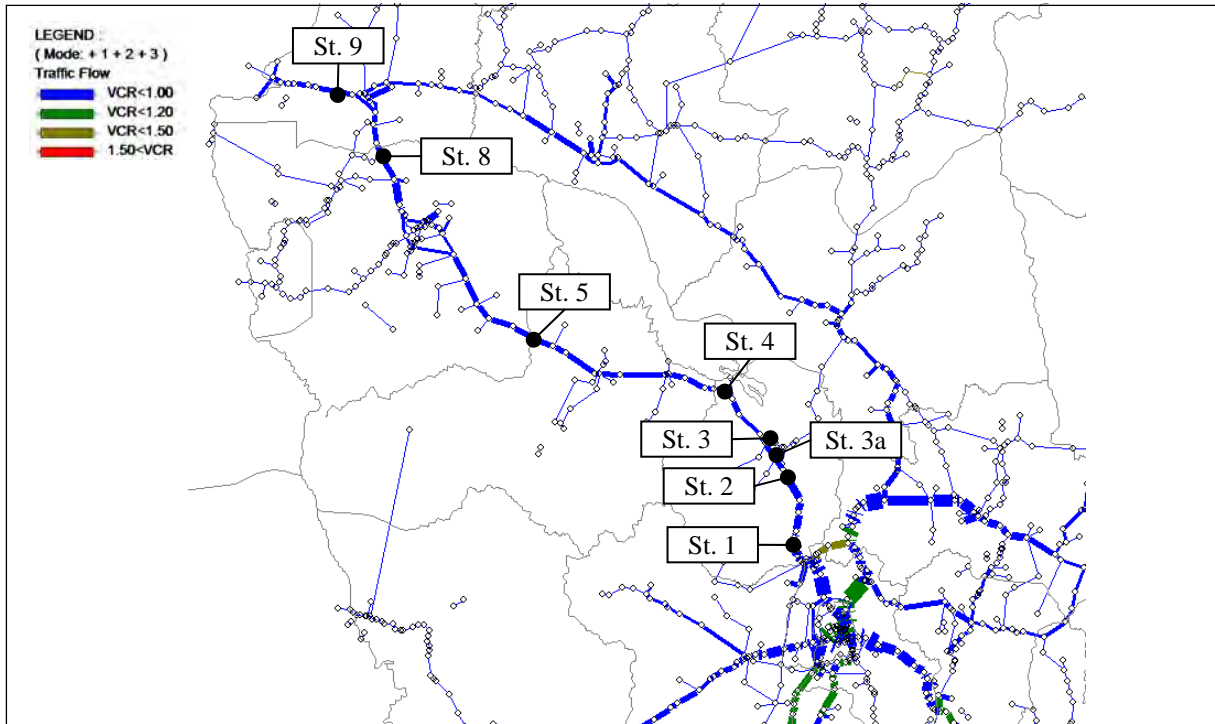 LEGEND :
( Mode: + 1 + 2 + 3 )
Traffic Flow
VCR<1.00
VCR<1.20
VCR<1.50
1.50<VCR
St. 9
St. 8
St. 5
St. 4
St. 3
St. 3a
St. 2
St. 1